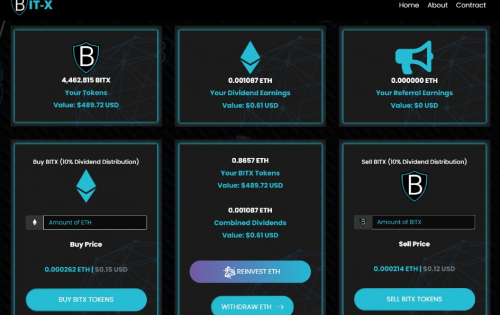 BIT-X
Home About Contract
4,462.815 BITX
Your Tokens
Value: $489.72 USD
0.000087 ETH
Your Dividend Earnings
Value: $0.61 USD
0.000000 ETH
Your Referral Earnings
Value: $0 USD
Buy BITX (10% Dividend Distribution)
Amount of ETH
Buy Price
0.000262 ETH | $0.15 USD
BUY BITX TOKENS
0.8657 ETH
Your BITX Tokens
Value: $489.72 USD
0.001087 ETH
Combined Dividends
Value: $0.61 USD
REINVEST ETH
WITHDRAW ETH →
Sell BITX (10% Dividend Distribution)
B
Amount of BITX
Sell Price
0.000214 ETH | $0.12 USD
SELL BITX TOKENS